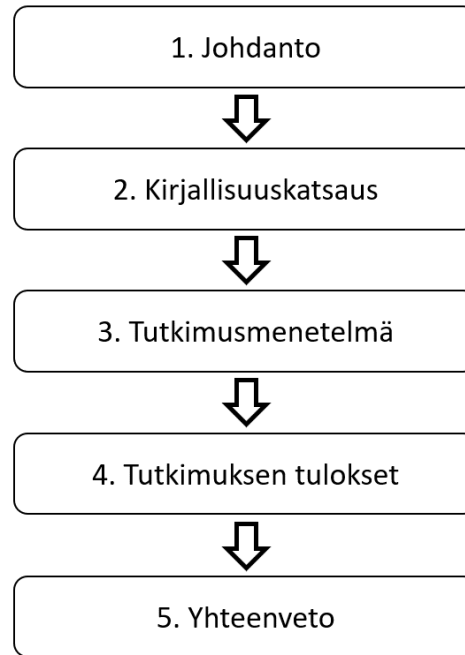 1. Johdanto
2. Kirjallisuuskatsaus
3. Tutkimusmenetelmä
4. Tutkimuksen tulokset
5. Yhteenveto